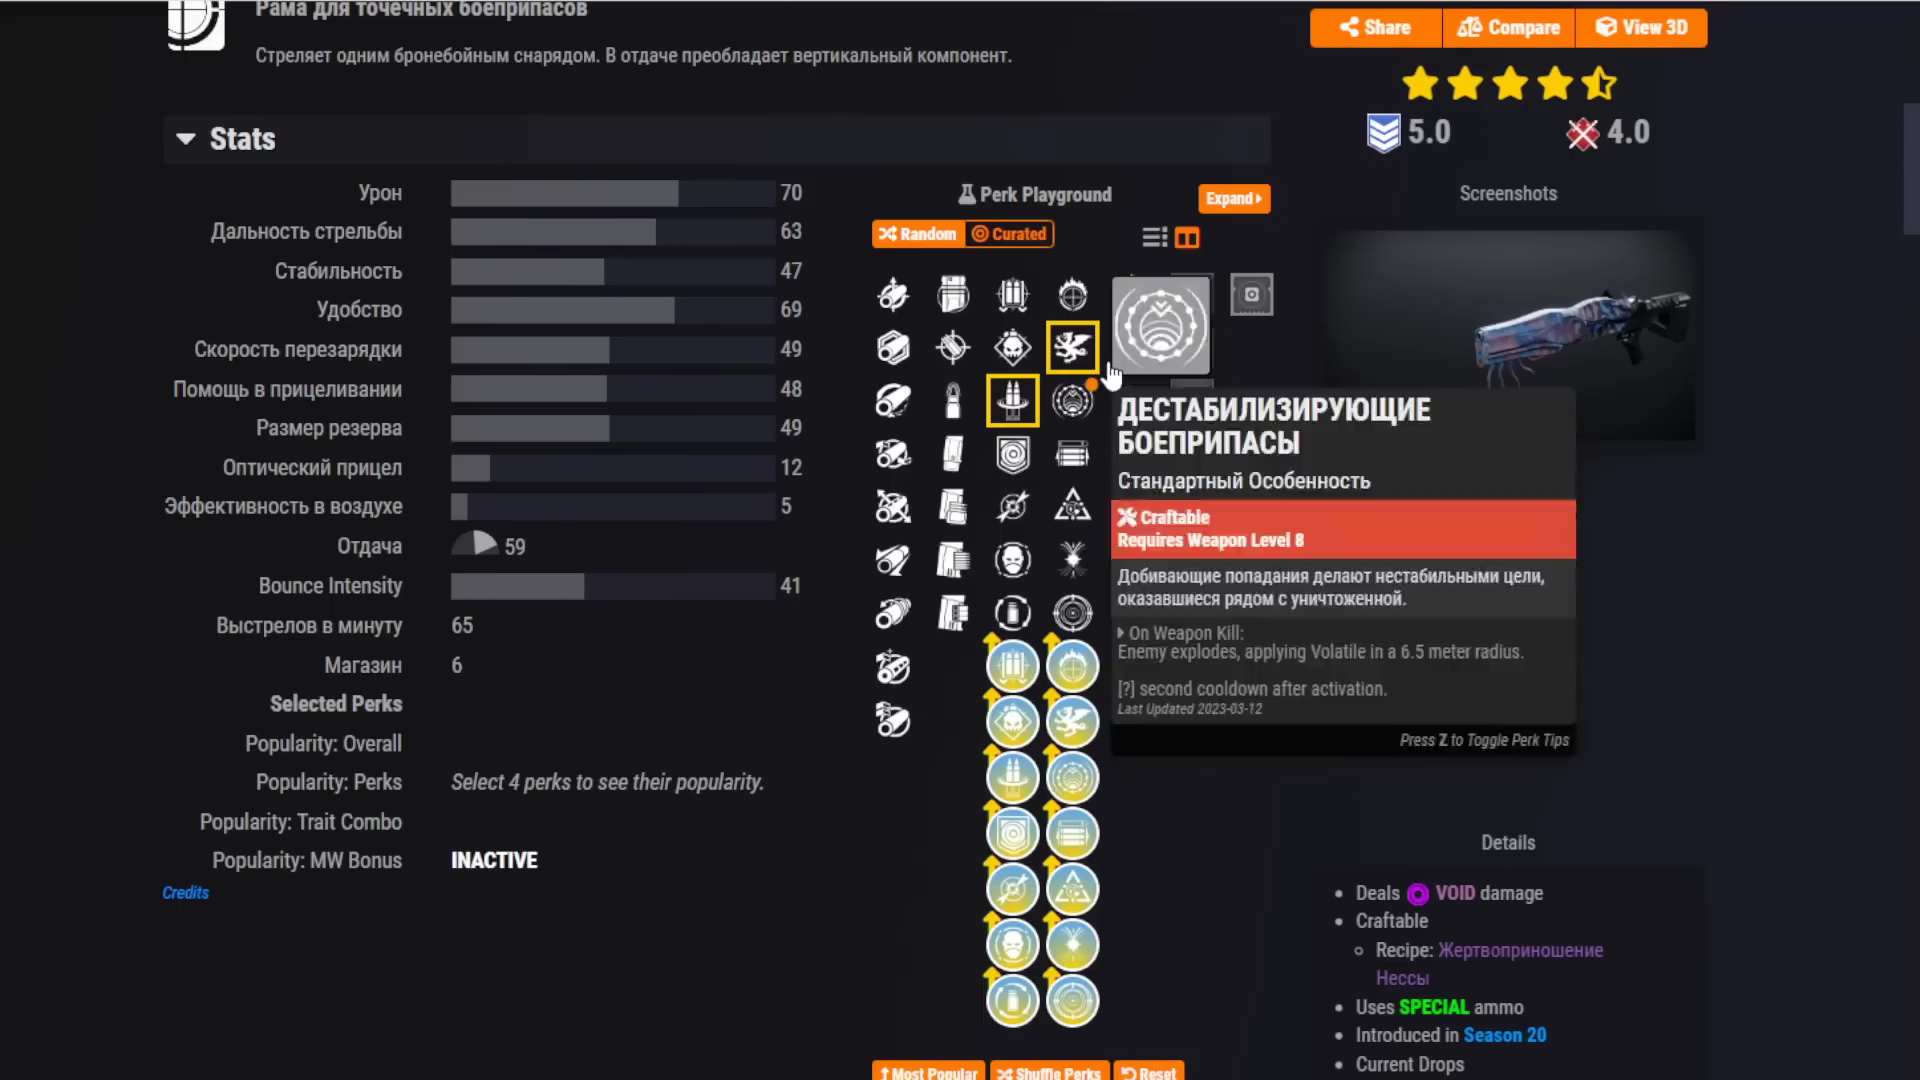 Рама для точечных боеприпасов
Стреляет одним бронебойным снарядом. В отдаче преобладает вертикальный компонент.
Share
Compare
View 3D
5.0
4.0
Stats
Урон 70
Дальность стрельбы 63
Стабильность 47
Удобство 69
Скорость перезарядки 49
Помощь в прицеливании 48
Размер резерва 49
Оптический прицел 12
Эффективность в воздухе 5
Отдача 59
Bounce Intensity 41
Выстрелов в минуту 65
Магазин 6
Selected Perks
Popularity: Overall
Popularity: Perks Select 4 perks to see their popularity.
Popularity: Trait Combo
Popularity: MW Bonus INACTIVE
Credits
Perk Playground
Expand
Random
Curated
ДЕСТАБИЛИЗИРУЮЩИЕ
БОЕПРИПАСЫ
Стандартный Особенность
Craftable
Requires Weapon Level 8
Добивающие попадания делают нестабильными цели,
оказавшиеся рядом с уничтоженной.
On Weapon Kill:
Enemy explodes, applying Volatile in a 6.5 meter radius.
[?] second cooldown after activation.
Last Updated 2023-03-12
Press Z to Toggle Perk Tips
Most Popular
Shuffle Perks
Reset
Screenshots
Details
Deals VOID damage
Craftable
Recipe: Жертвоприношение
Нессы
Uses SPECIAL ammo
Introduced in Season 20
Current Drops